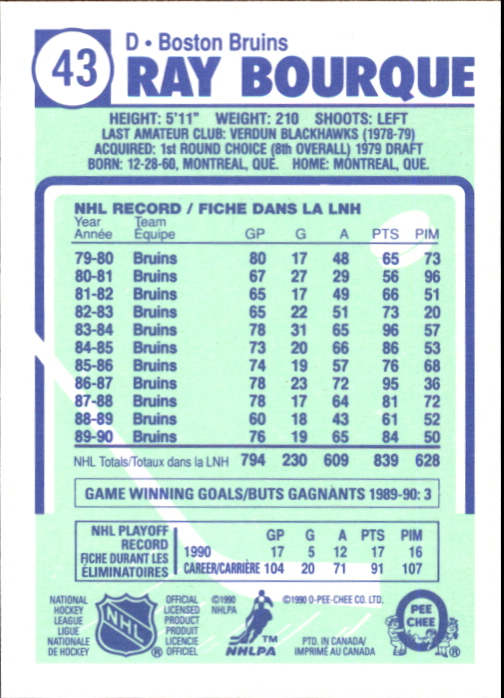 43
D • Boston Bruins
RAY BOURQUE
HEIGHT: 5'11" WEIGHT: 210 SHOOTS: LEFT
LAST AMATEUR CLUB: VERDUN BLACKHAWKS (1978-79)
ACQUIRED: 1st ROUND CHOICE (8th OVERALL) 1979 DRAFT
BORN: 12-28-60, MONTREAL, QUE. HOME: MONTREAL, QUE.
NHL RECORD / FICHE DANS LA LNH
Year Team
Année Équipe GP G A PTS PIM
79-80 Bruins 80 17 48 65 73
80-81 Bruins 67 27 29 56 96
81-82 Bruins 65 17 49 66 51
82-83 Bruins 65 22 51 73 20
83-84 Bruins 78 31 65 96 57
84-85 Bruins 73 20 66 86 53
85-86 Bruins 74 19 57 76 68
86-87 Bruins 78 23 72 95 36
87-88 Bruins 78 17 64 81 72
88-89 Bruins 60 18 43 61 52
89-90 Bruins 76 19 65 84 50
NHL Totals/Totaux dans la LNH 794 230 609 839 628
GAME WINNING GOALS/BUTS GAGNANTS 1989-90: 3
NHL PLAYOFF
RECORD
FICHE DURANT LES
ÉLIMINATOIRES
GP G A PTS PIM
1990 17 5 12 17 16
CAREER/CARRIÈRE 104 20 71 91 107
NATIONAL
HOCKEY
LEAGUE
LIGUE
NATIONALE
DE HOCKEY
NHL
®
OFFICIAL
LICENSED
PRODUCT
PRODUIT
LICENCIE
OFFICIEL
©1990
NHLPA
TM
NHLPA
©1990 O-PEE-CHEE CO. LTD.
PTD. IN CANADA/
IMPRIMÉ AU CANADA
PEE
CHEE
®